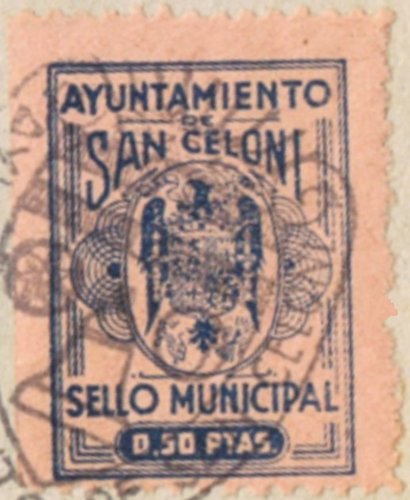 AYUNTAMIENTO
DE
SAN CELONI
SELLO MUNICIPAL
0.50 PTAS.